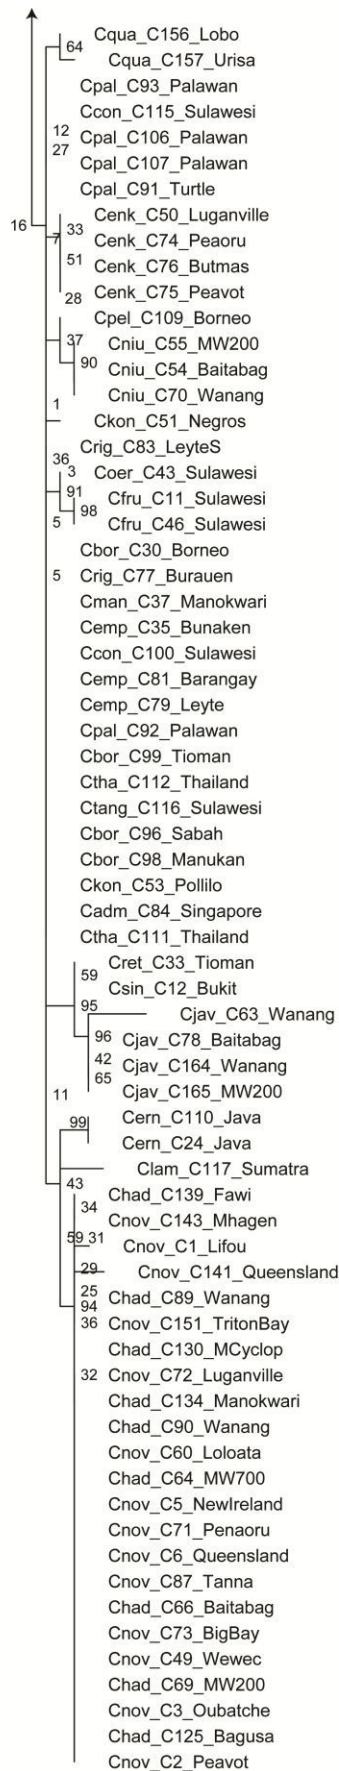 64 Cqua_C156_Lobo
Cqua_C157_Urisa
Cpal_C93_Palawan
Ccon_C115_Sulawesi
12 Cpal_C106_Palawan
27 Cpal_C107_Palawan
Cpal_C91_Turtle
Cenk_C50_Luganville
16 33
7 Cenk_C74_Peaoru
51 Cenk_C76_Butmas
28 Cenk_C75_Peavot
Cpel_C109_Borneo
37 Cniu_C55_MW200
90 Cniu_C54_Baitabag
Cniu_C70_Wanang
1
Ckon_C51_Negros
Crig_C83_LeyteS
36
3 Coer_C43_Sulawesi
91 Cfru_C11_Sulawesi
98
5 Cfru_C46_Sulawesi
Cbor_C30_Borneo
5 Crig_C77_Burauen
Cman_C37_Manokwari
Cemp_C35_Bunaken
Ccon_C100_Sulawesi
Cemp_C81_Barangay
Cemp_C79_Leyte
Cpal_C92_Palawan
Cbor_C99_Tioman
Ctha_C112_Thailand
Ctang_C116_Sulawesi
Cbor_C96_Sabah
Cbor_C98_Manukan
Ckon_C53_Pollilo
Cadm_C84_Singapore
Ctha_C111_Thailand
Cret_C33_Tioman
59
Csin_C12_Bukit
95 Cjav_C63_Wanang
96 Cjav_C78_Baitabag
42 Cjav_C164_Wanang
65
11 Cjav_C165_MW200
99 Cern_C110_Java
Cern_C24_Java
Clam_C117_Sumatra
43
Chad_C139_Fawi
34
Cnov_C143_Mhagen
59 31
Cnov_C1_Lifou
29 Cnov_C141_Queensland
25 Chad_C89_Wanang
94
36 Cnov_C151_TritonBay
Chad_C130_MCyclop
32 Cnov_C72_Luganville
Chad_C134_Manokwari
Chad_C90_Wanang
Cnov_C60_Loloata
Chad_C64_MW700
Cnov_C5_NewIreland
Cnov_C71_Penaoru
Cnov_C6_Queensland
Cnov_C87_Tanna
Chad_C66_Baitabag
Cnov_C73_BigBay
Cnov_C49_Wewec
Chad_C69_MW200
Cnov_C3_Oubatche
Chad_C125_Bagusa
Cnov_C2_Peavot